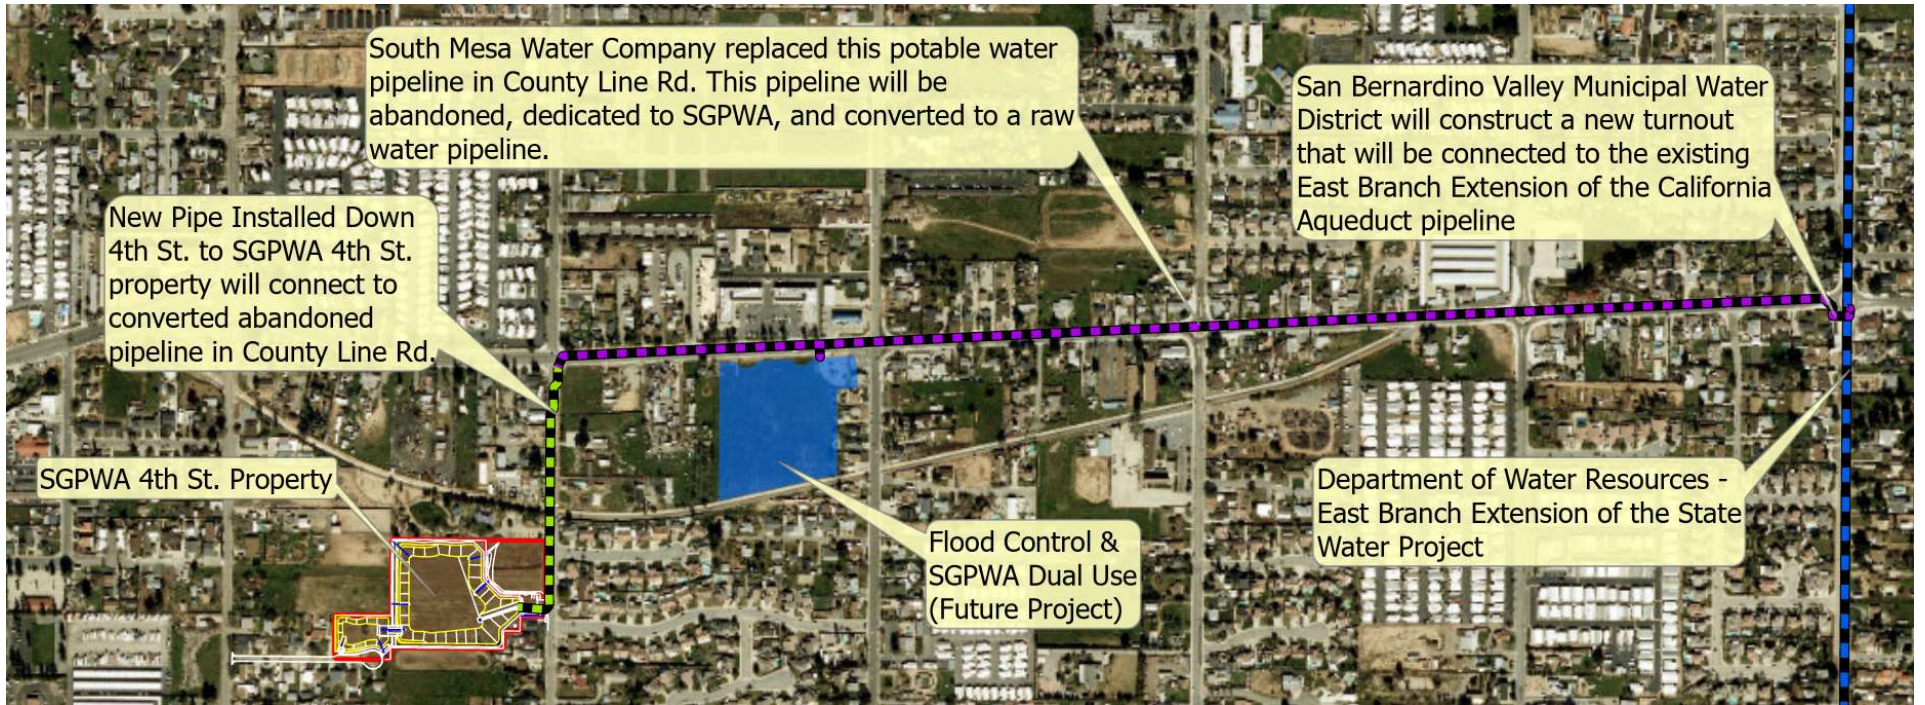 South Mesa Water Company replaced this potable water
pipeline in County Line Rd. This pipeline will be
abandoned, dedicated to SGPWA, and converted to a raw
water pipeline.
San Bernardino Valley Municipal Water
District will construct a new turnout
that will be connected to the existing
East Branch Extension of the California
Aqueduct pipeline
New Pipe Installed Down
4th St. to SGPWA 4th St.
property will connect to
converted abandoned
pipeline in County Line Rd.
SGPWA 4th St. Property
Flood Control &
SGPWA Dual Use
(Future Project)
Department of Water Resources -
East Branch Extension of the State
Water Project